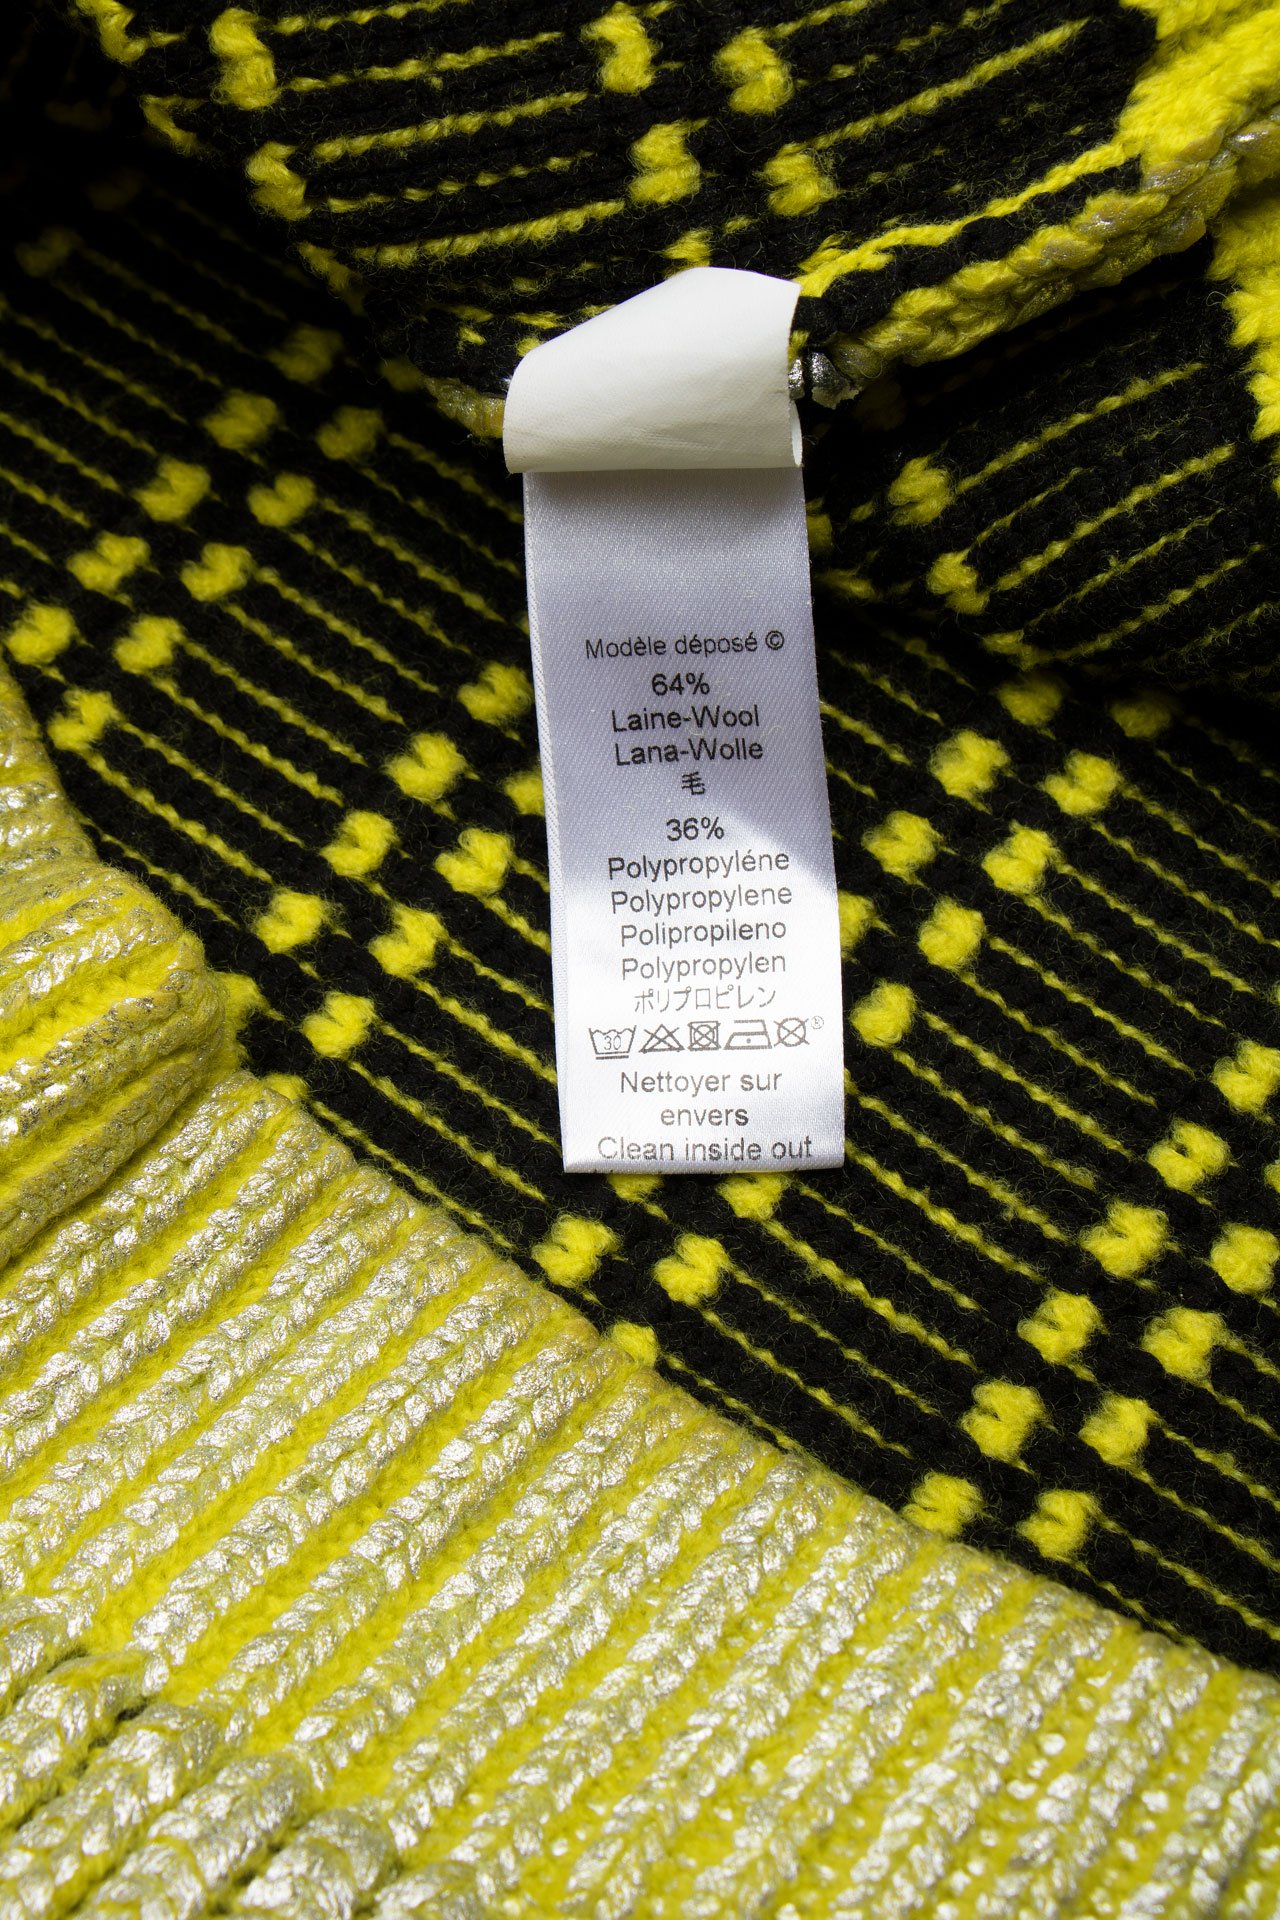 Modèle déposé ©
64%
Laine-Wool
Lana-Wolle
毛
36%
Polypropyléne
Polypropylene
Polipropileno
Polypropylen
ポリプロピレン
30
Nettoyer sur
envers
Clean inside out